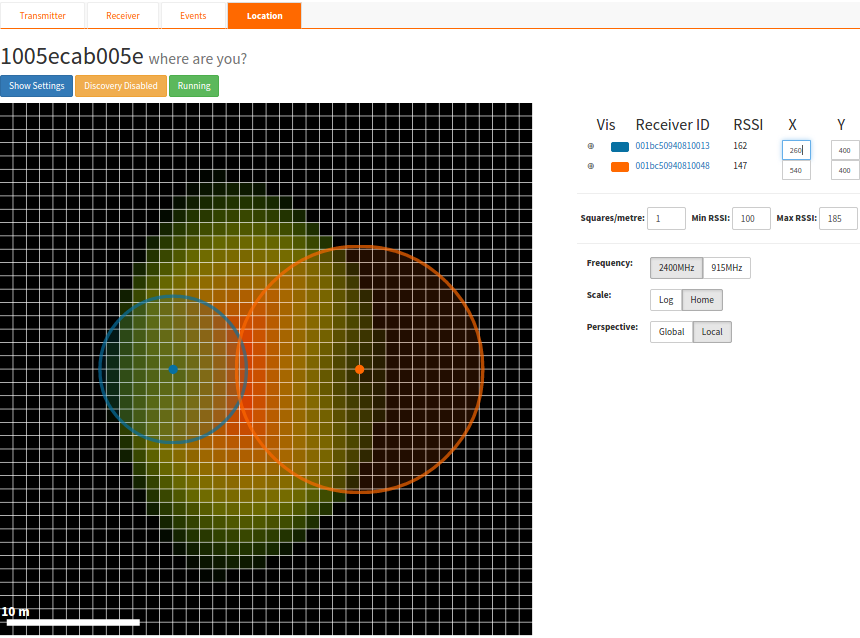 Transmitter Receiver Events Location
1005ecab005e where are you?
Show Settings Discovery Disabled Running
Vis Receiver ID RSSI X Y
001bc50940810013 162 260 400
001bc50940810048 147 540 400
Squares/metre: 1 Min RSSI: 100 Max RSSI: 185
Frequency: 2400MHz 915MHz
Scale: Log Home
Perspective: Global Local
10 m